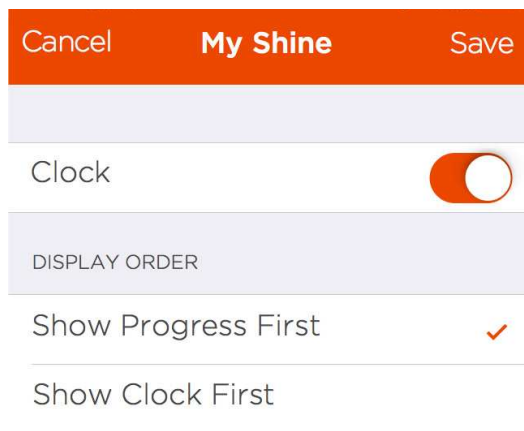 Cancel My Shine Save
Clock
DISPLAY ORDER
Show Progress First
Show Clock First